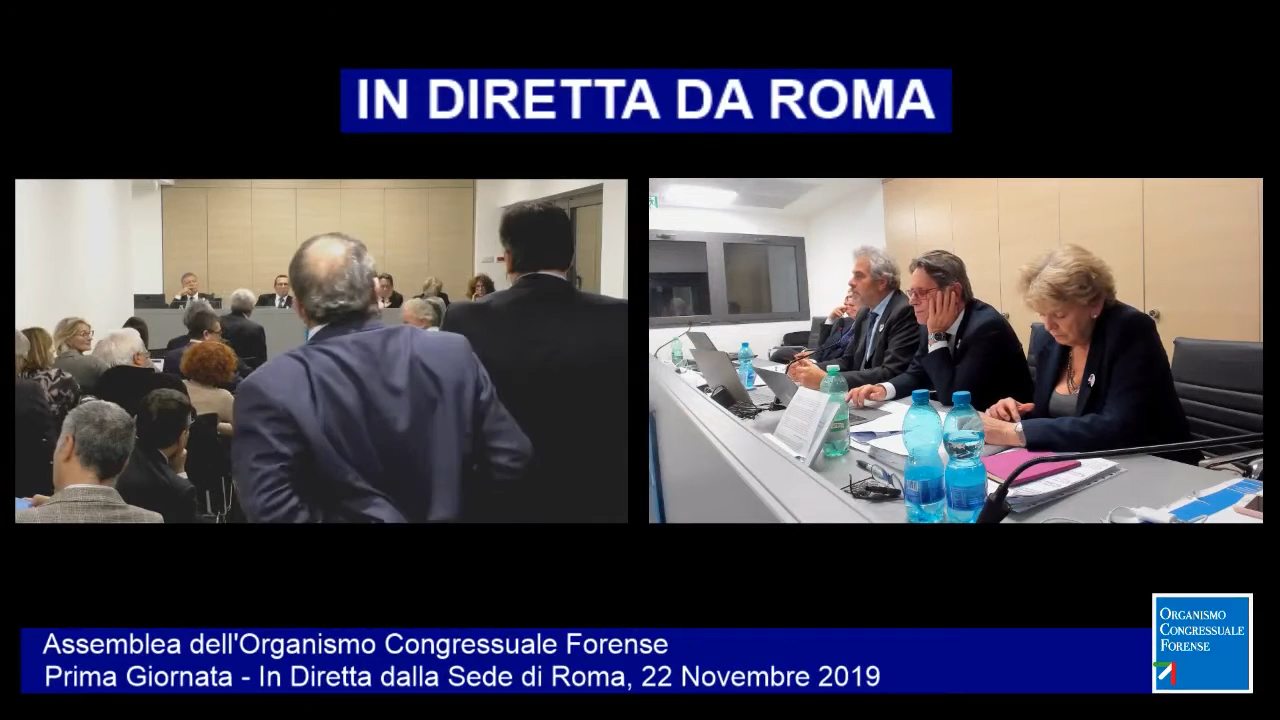 IN DIRETTA DA ROMA
Assemblea dell'Organismo Congressuale Forense
Prima Giornata - In Diretta dalla Sede di Roma, 22 Novembre 2019
ORGANISMO
CONGRESSUALE
FORENSE